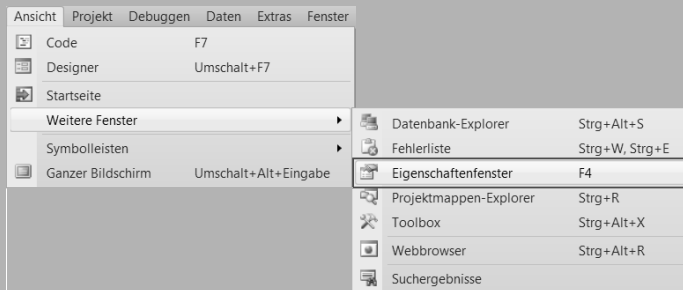 Ansicht Projekt Debuggen Daten Extras Fenster
Code F7
Designer Umschalt+F7
Startseite
Weitere Fenster
Symbolleisten
Ganzer Bildschirm Umschalt+Alt+Eingabe
Datenbank-Explorer Strg+Alt+S
Fehlerliste Strg+W, Strg+E
Eigenschaftenfenster F4
Projektmappen-Explorer Strg+R
Toolbox Strg+Alt+X
Webbrowser Strg+Alt+R
Suchergebnisse